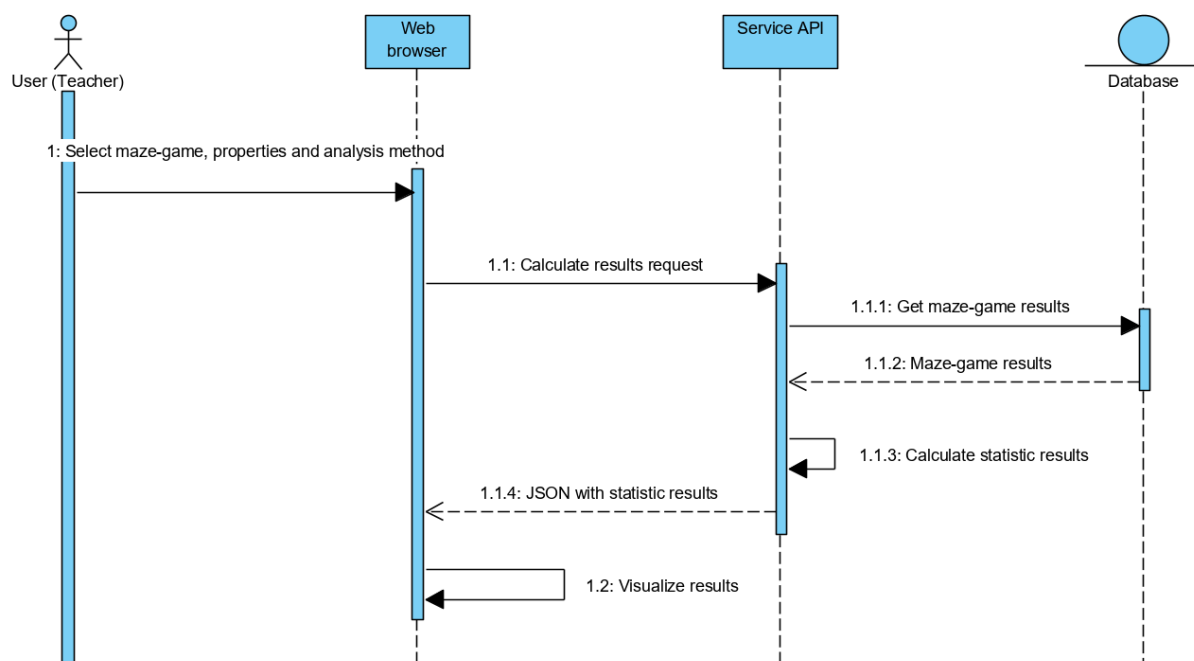 Web
browser
Service API
User (Teacher)
Database
1: Select maze-game, properties and analysis method
1.1: Calculate results request
1.1.1: Get maze-game results
1.1.2: Maze-game results
1.1.3: Calculate statistic results
1.1.4: JSON with statistic results
1.2: Visualize results